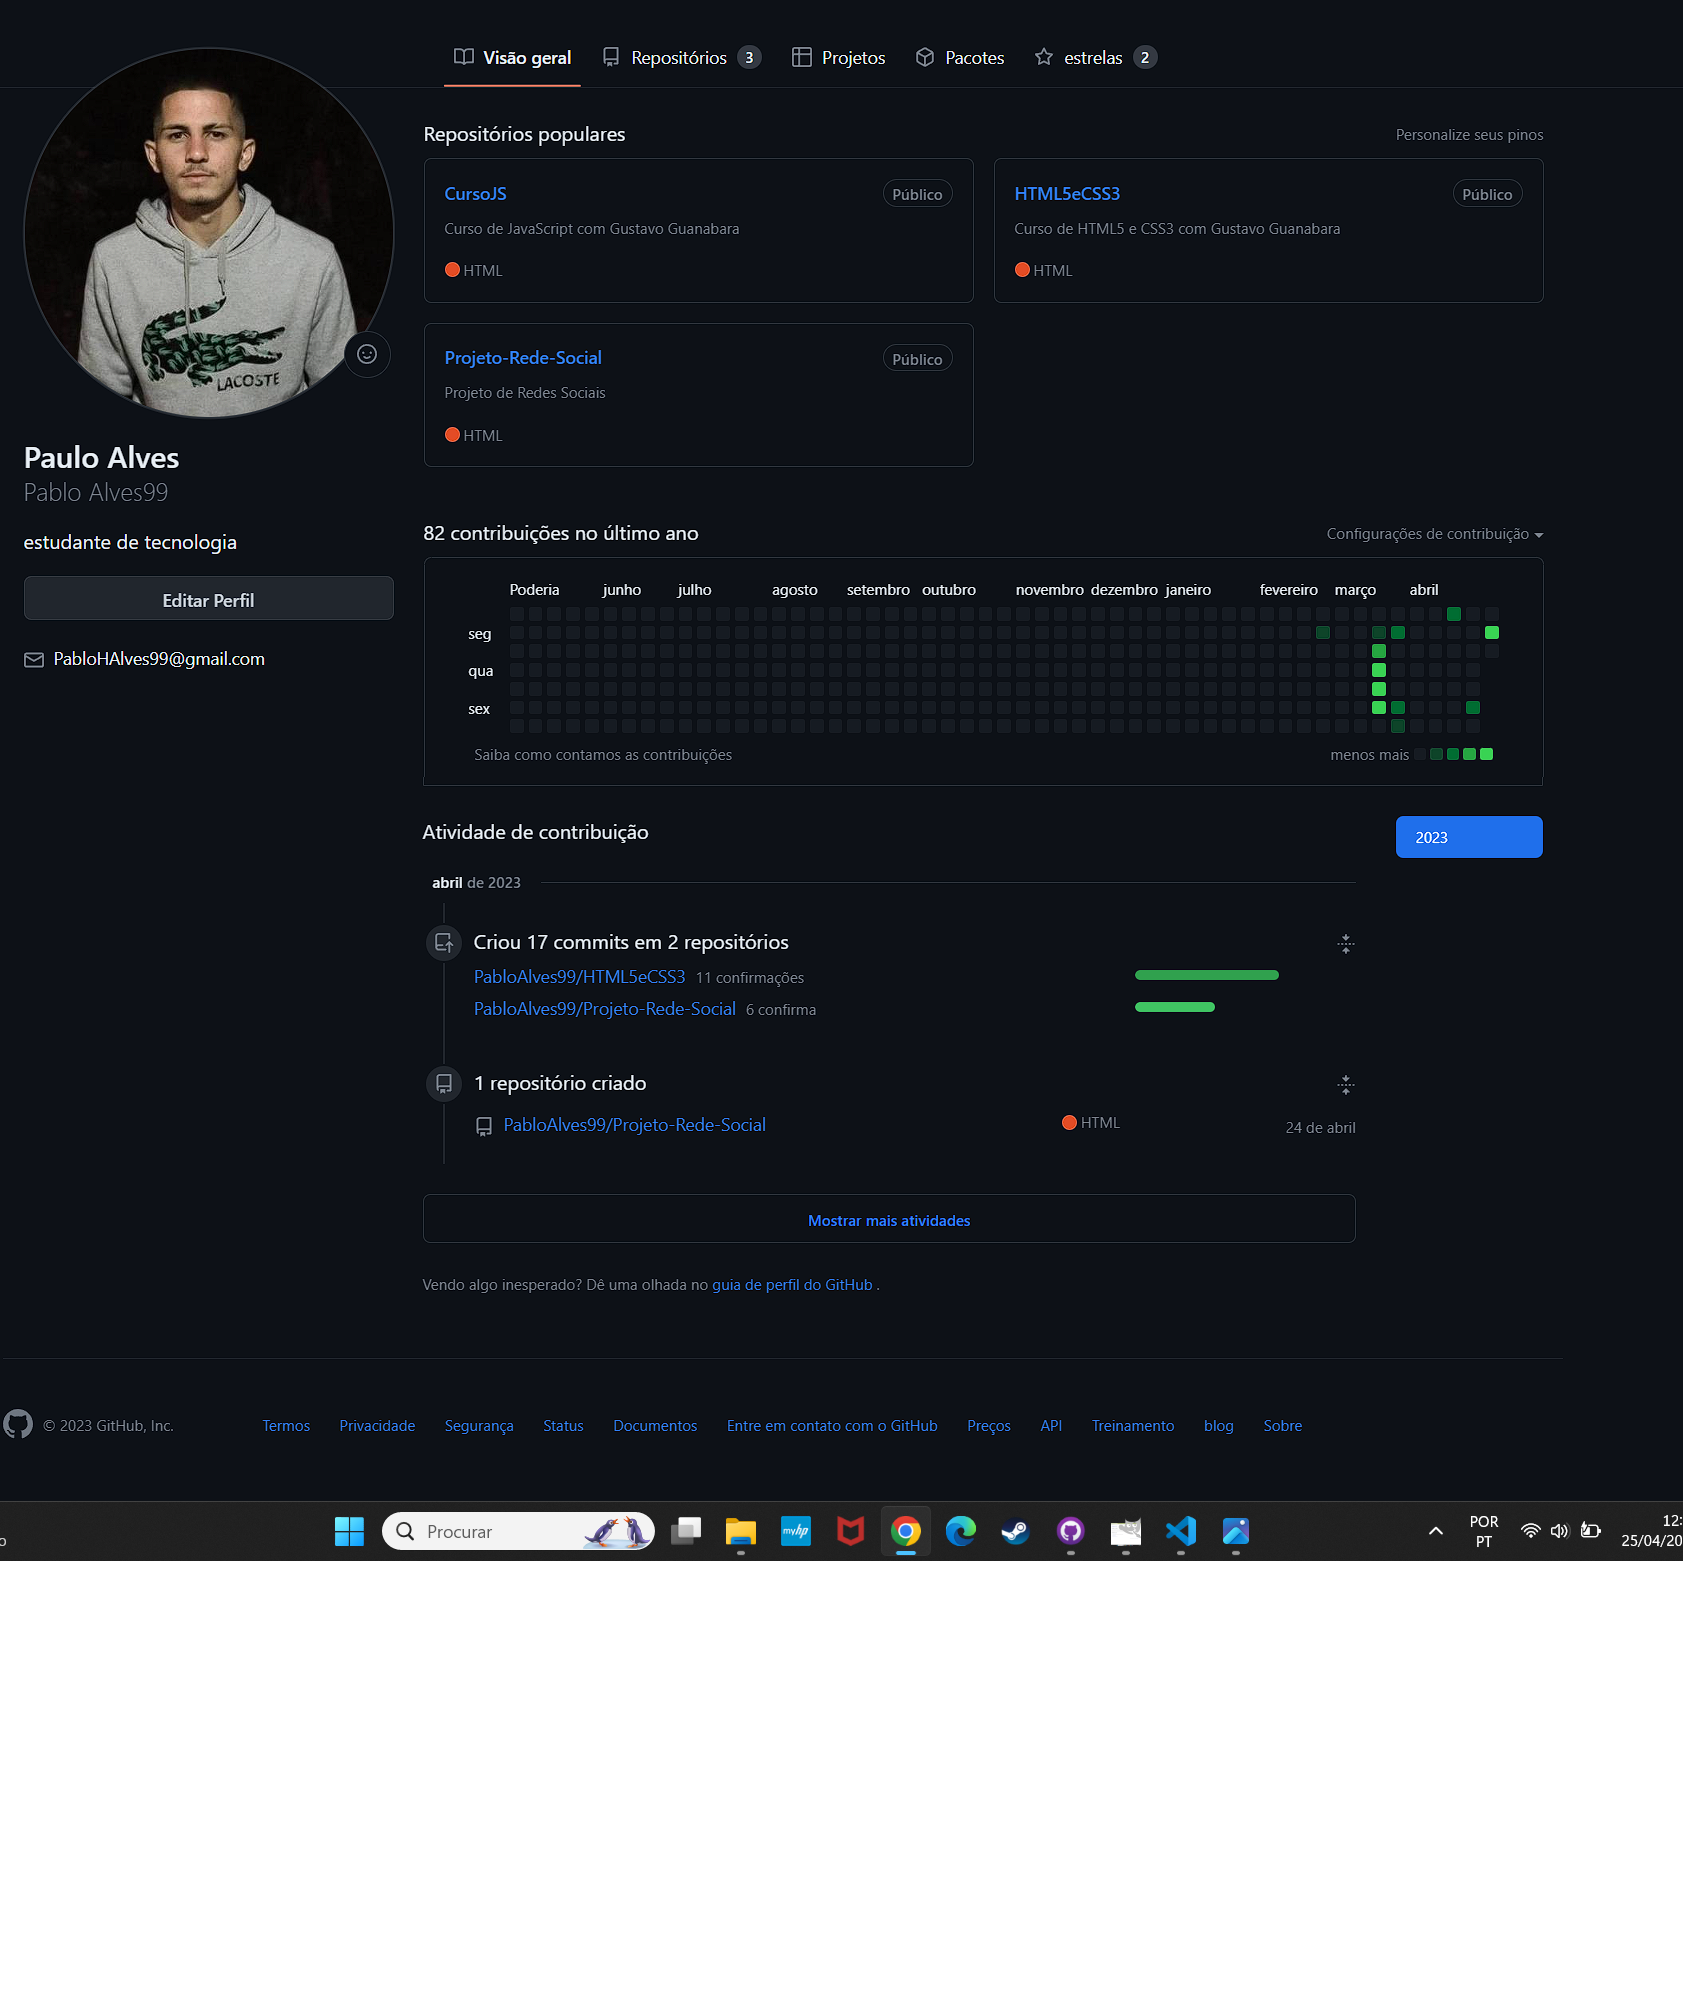 Visão geral
Repositórios 3
Projetos
Pacotes
estrelas 2
LACOSTE
Paulo Alves
Pablo Alves99
estudante de tecnologia
Editar Perfil
PabloHAlves99@gmail.com
Repositórios populares
Personalize seus pinos
CursoJS
Público
Curso de JavaScript com Gustavo Guanabara
HTML
HTML5eCSS3
Público
Curso de HTML5 e CSS3 com Gustavo Guanabara
HTML
Projeto-Rede-Social
Público
Projeto de Redes Sociais
HTML
82 contribuições no último ano
Configurações de contribuição
Poderia junho julho agosto setembro outubro novembro dezembro janeiro fevereiro março abril
seg
qua
sex
Saiba como contamos as contribuições
menos mais
Atividade de contribuição
2023
abril de 2023
Criou 17 commits em 2 repositórios
PabloAlves99/HTML5eCSS3 11 confirmações
PabloAlves99/Projeto-Rede-Social 6 confirma
1 repositório criado
PabloAlves99/Projeto-Rede-Social
HTML
24 de abril
Mostrar mais atividades
Vendo algo inesperado? Dê uma olhada no guia de perfil do GitHub .
© 2023 GitHub, Inc.
Termos
Privacidade
Segurança
Status
Documentos
Entre em contato com o GitHub
Preços
API
Treinamento
blog
Sobre
o
Procurar
myhp
POR
PT
12:
25/04/20